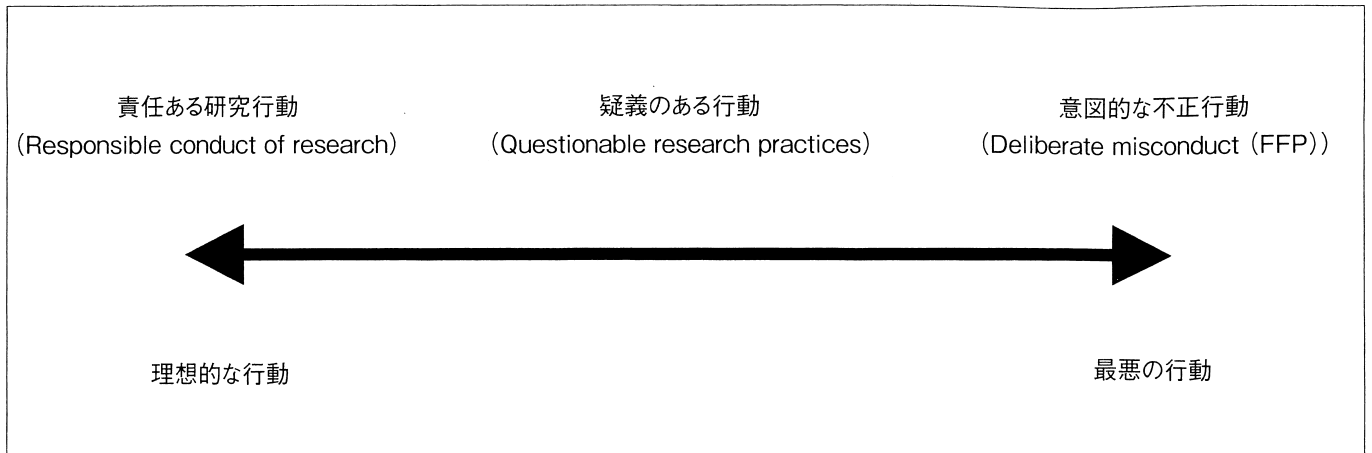 責任ある研究行動
（Responsible conduct of research）
疑義のある行動
（Questionable research practices）
意図的な不正行動
（Deliberate misconduct（FFP））
理想的な行動
最悪の行動